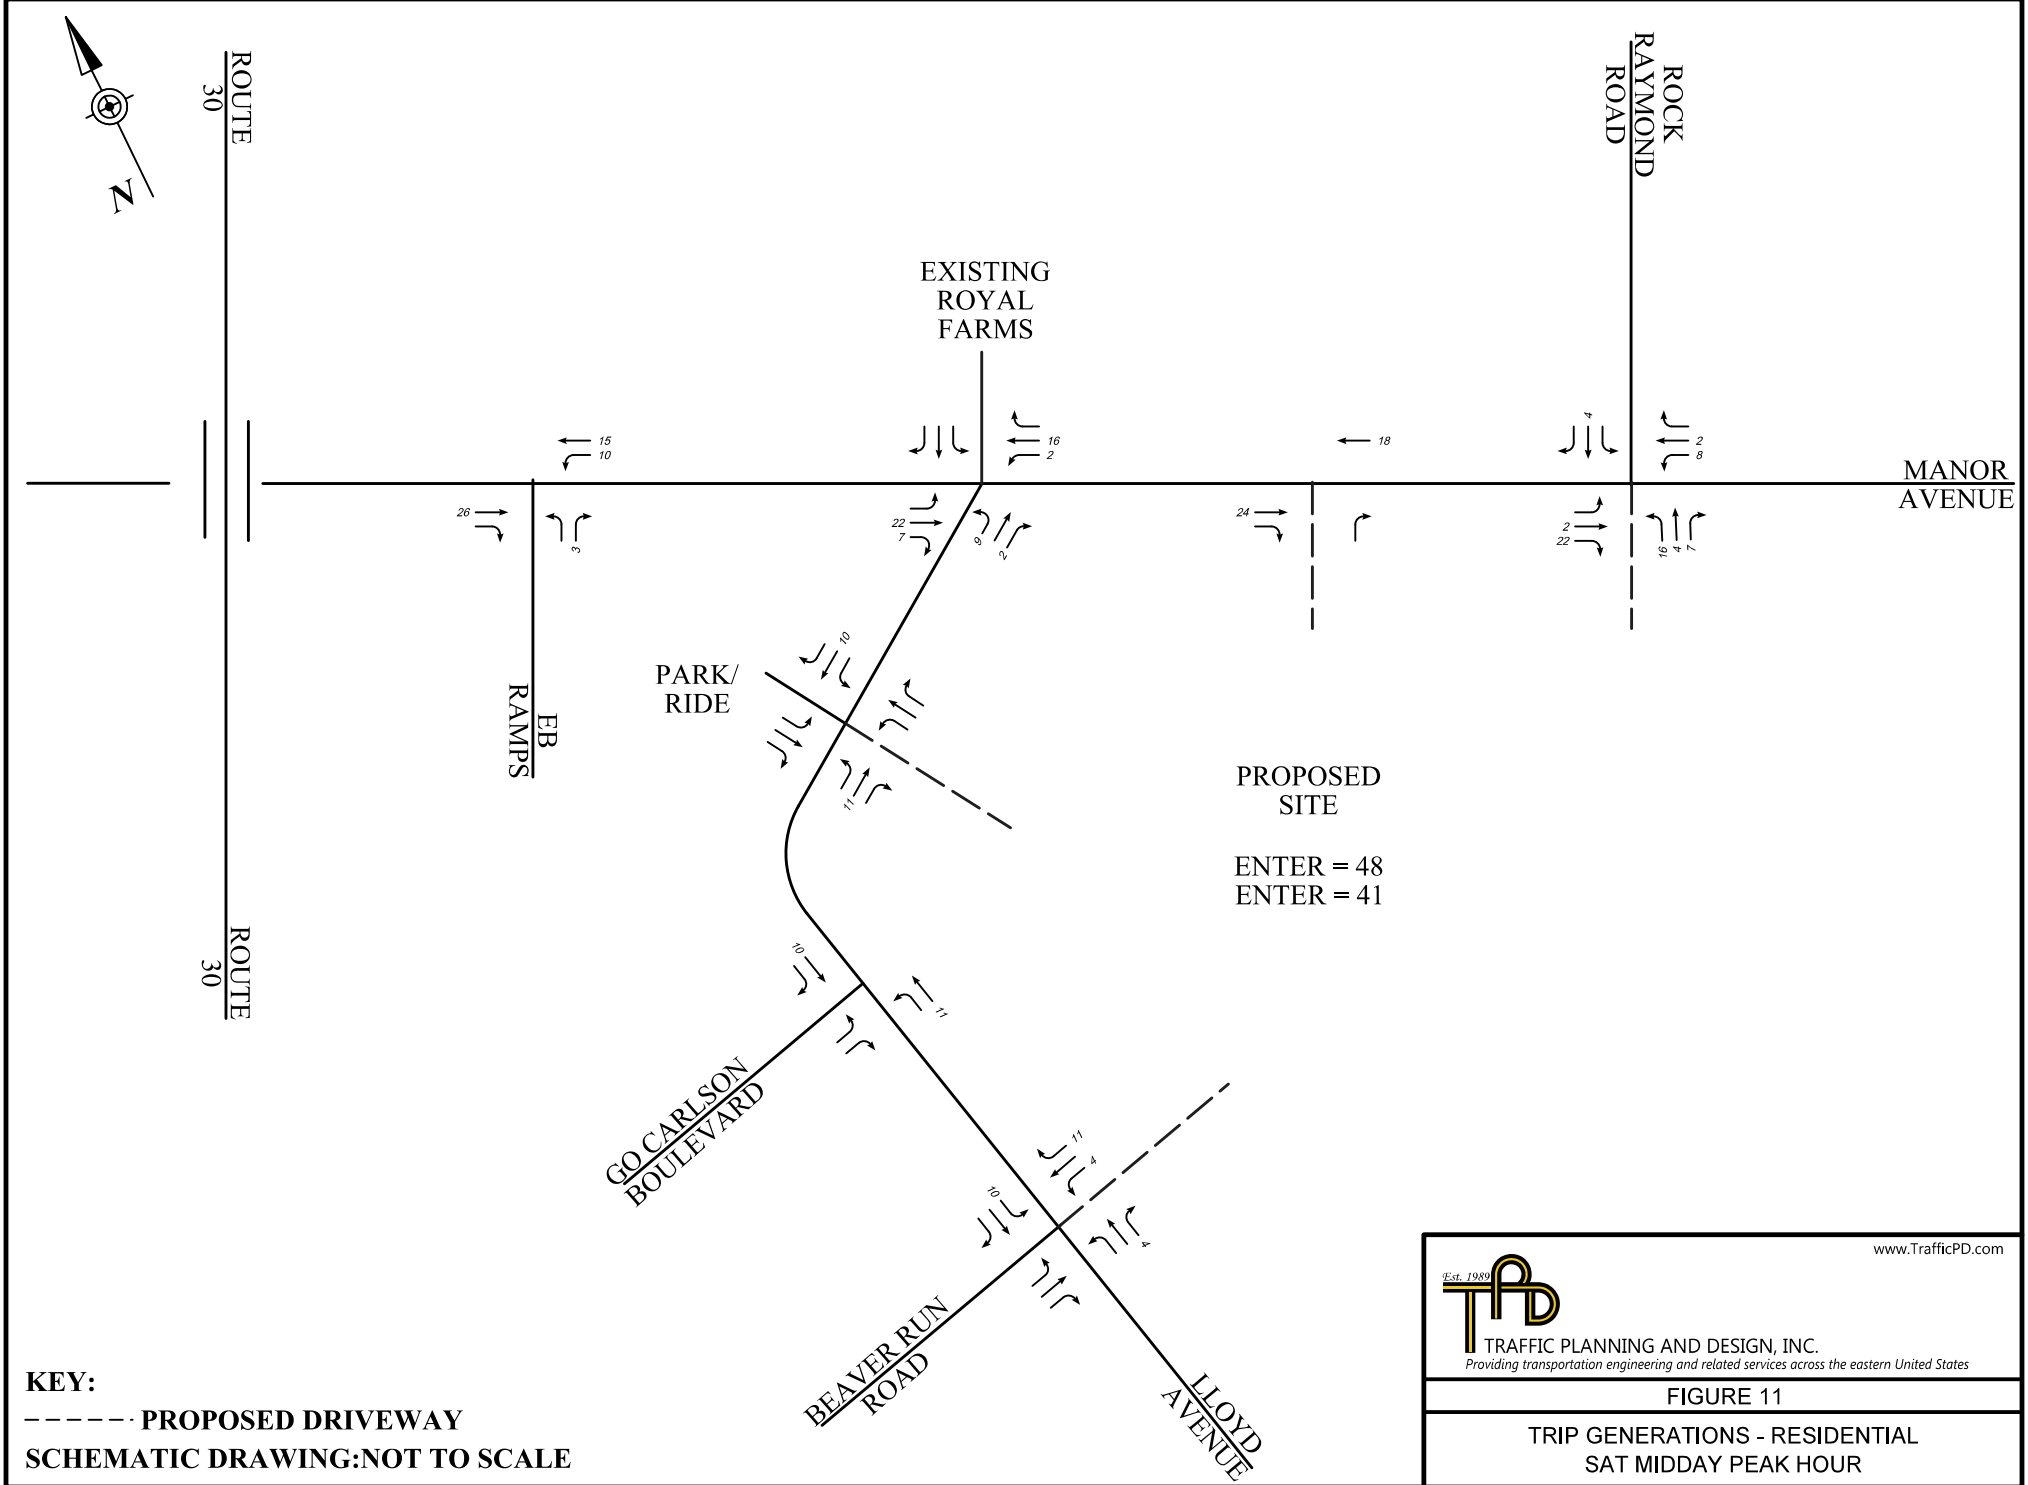 N
ROUTE
30
ROCK
RAYMOND
ROAD
EXISTING
ROYAL
FARMS
15
10
16
2
18
4
2
8
MANOR
AVENUE
26
3
22
7
9
2
24
2
22
16
4
7
10
PARK/
RIDE
EB
RAMPS
11
PROPOSED
SITE
ENTER = 48
ENTER = 41
ROUTE
30
10
11
GO CARLSON
BOULEVARD
11
4
10
4
BEAVER RUN
ROAD
LLOYD
AVENUE
KEY:
------ PROPOSED DRIVEWAY
SCHEMATIC DRAWING:NOT TO SCALE
www.TrafficPD.com
Est. 1989
TPD
TRAFFIC PLANNING AND DESIGN, INC.
Providing transportation engineering and related services across the eastern United States
FIGURE 11
TRIP GENERATIONS - RESIDENTIAL
SAT MIDDAY PEAK HOUR